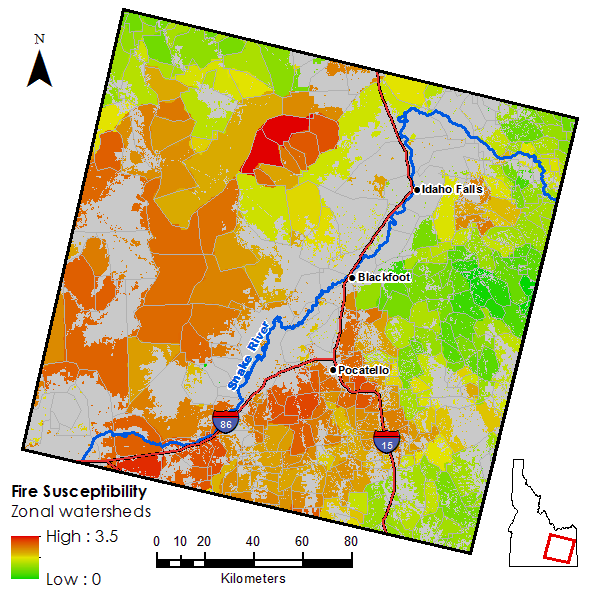 N
Idaho Falls
Blackfoot
Snake River
Pocatello
86
15
Fire Susceptibility
Zonal watersheds
High : 3.5
Low : 0
0 10 20 40 60 80
Kilometers